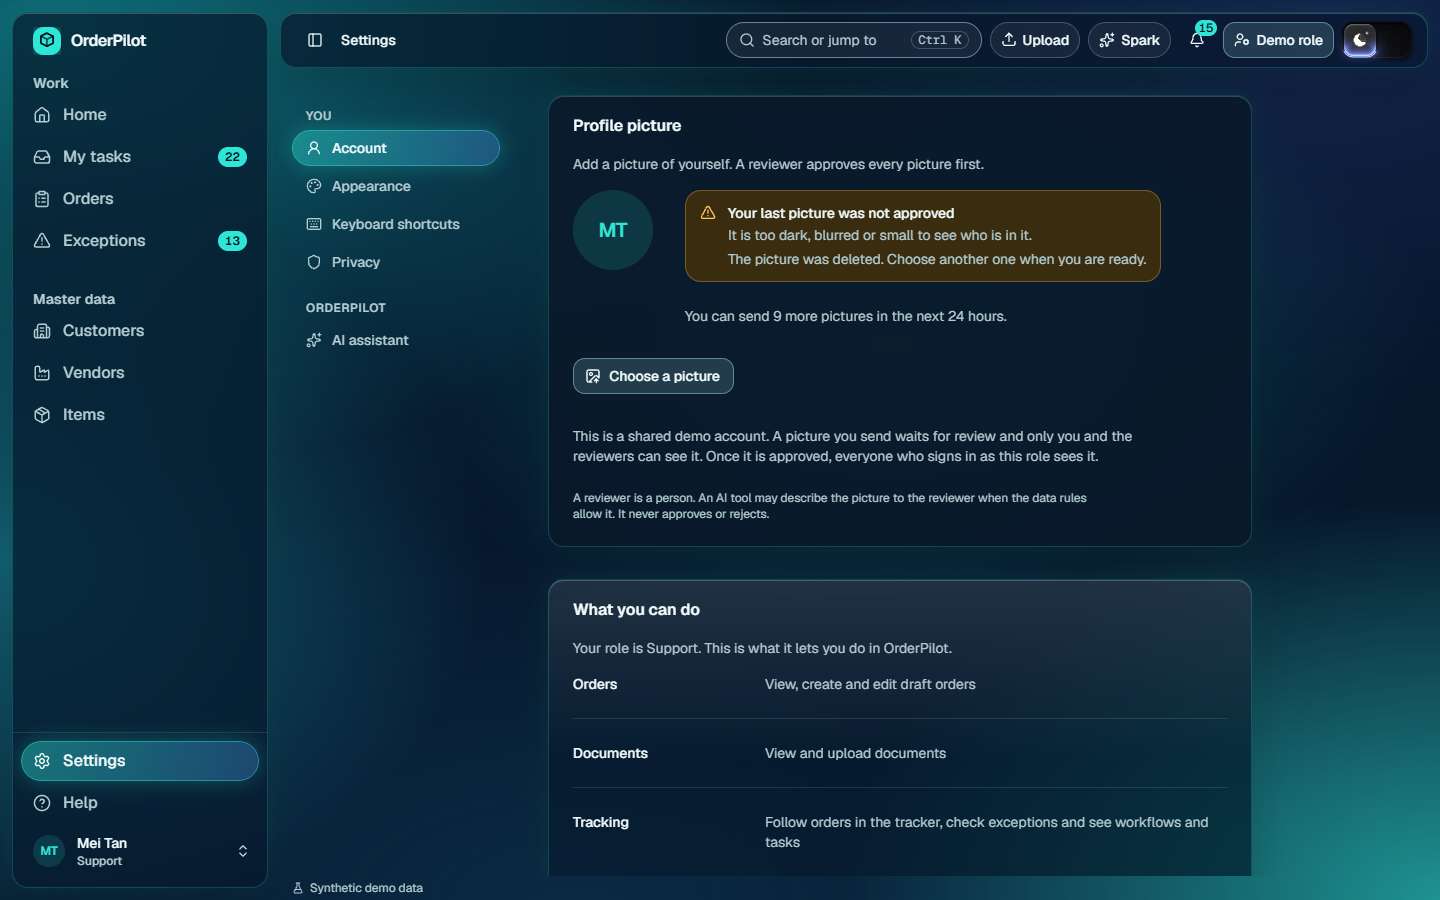 OrderPilot
Work
Home
My tasks 22
Orders
Exceptions 13
Master data
Customers
Vendors
Items
Settings
Help
MT Mei Tan
Support
Settings
Search or jump to Ctrl K
Upload
Spark
15
Demo role
YOU
Account
Appearance
Keyboard shortcuts
Privacy
ORDERPILOT
AI assistant
Profile picture
Add a picture of yourself. A reviewer approves every picture first.
MT
Your last picture was not approved
It is too dark, blurred or small to see who is in it.
The picture was deleted. Choose another one when you are ready.
You can send 9 more pictures in the next 24 hours.
Choose a picture
This is a shared demo account. A picture you send waits for review and only you and the
reviewers can see it. Once it is approved, everyone who signs in as this role sees it.
A reviewer is a person. An AI tool may describe the picture to the reviewer when the data rules
allow it. It never approves or rejects.
What you can do
Your role is Support. This is what it lets you do in OrderPilot.
Orders View, create and edit draft orders
Documents View and upload documents
Tracking Follow orders in the tracker, check exceptions and see workflows and
tasks
Synthetic demo data